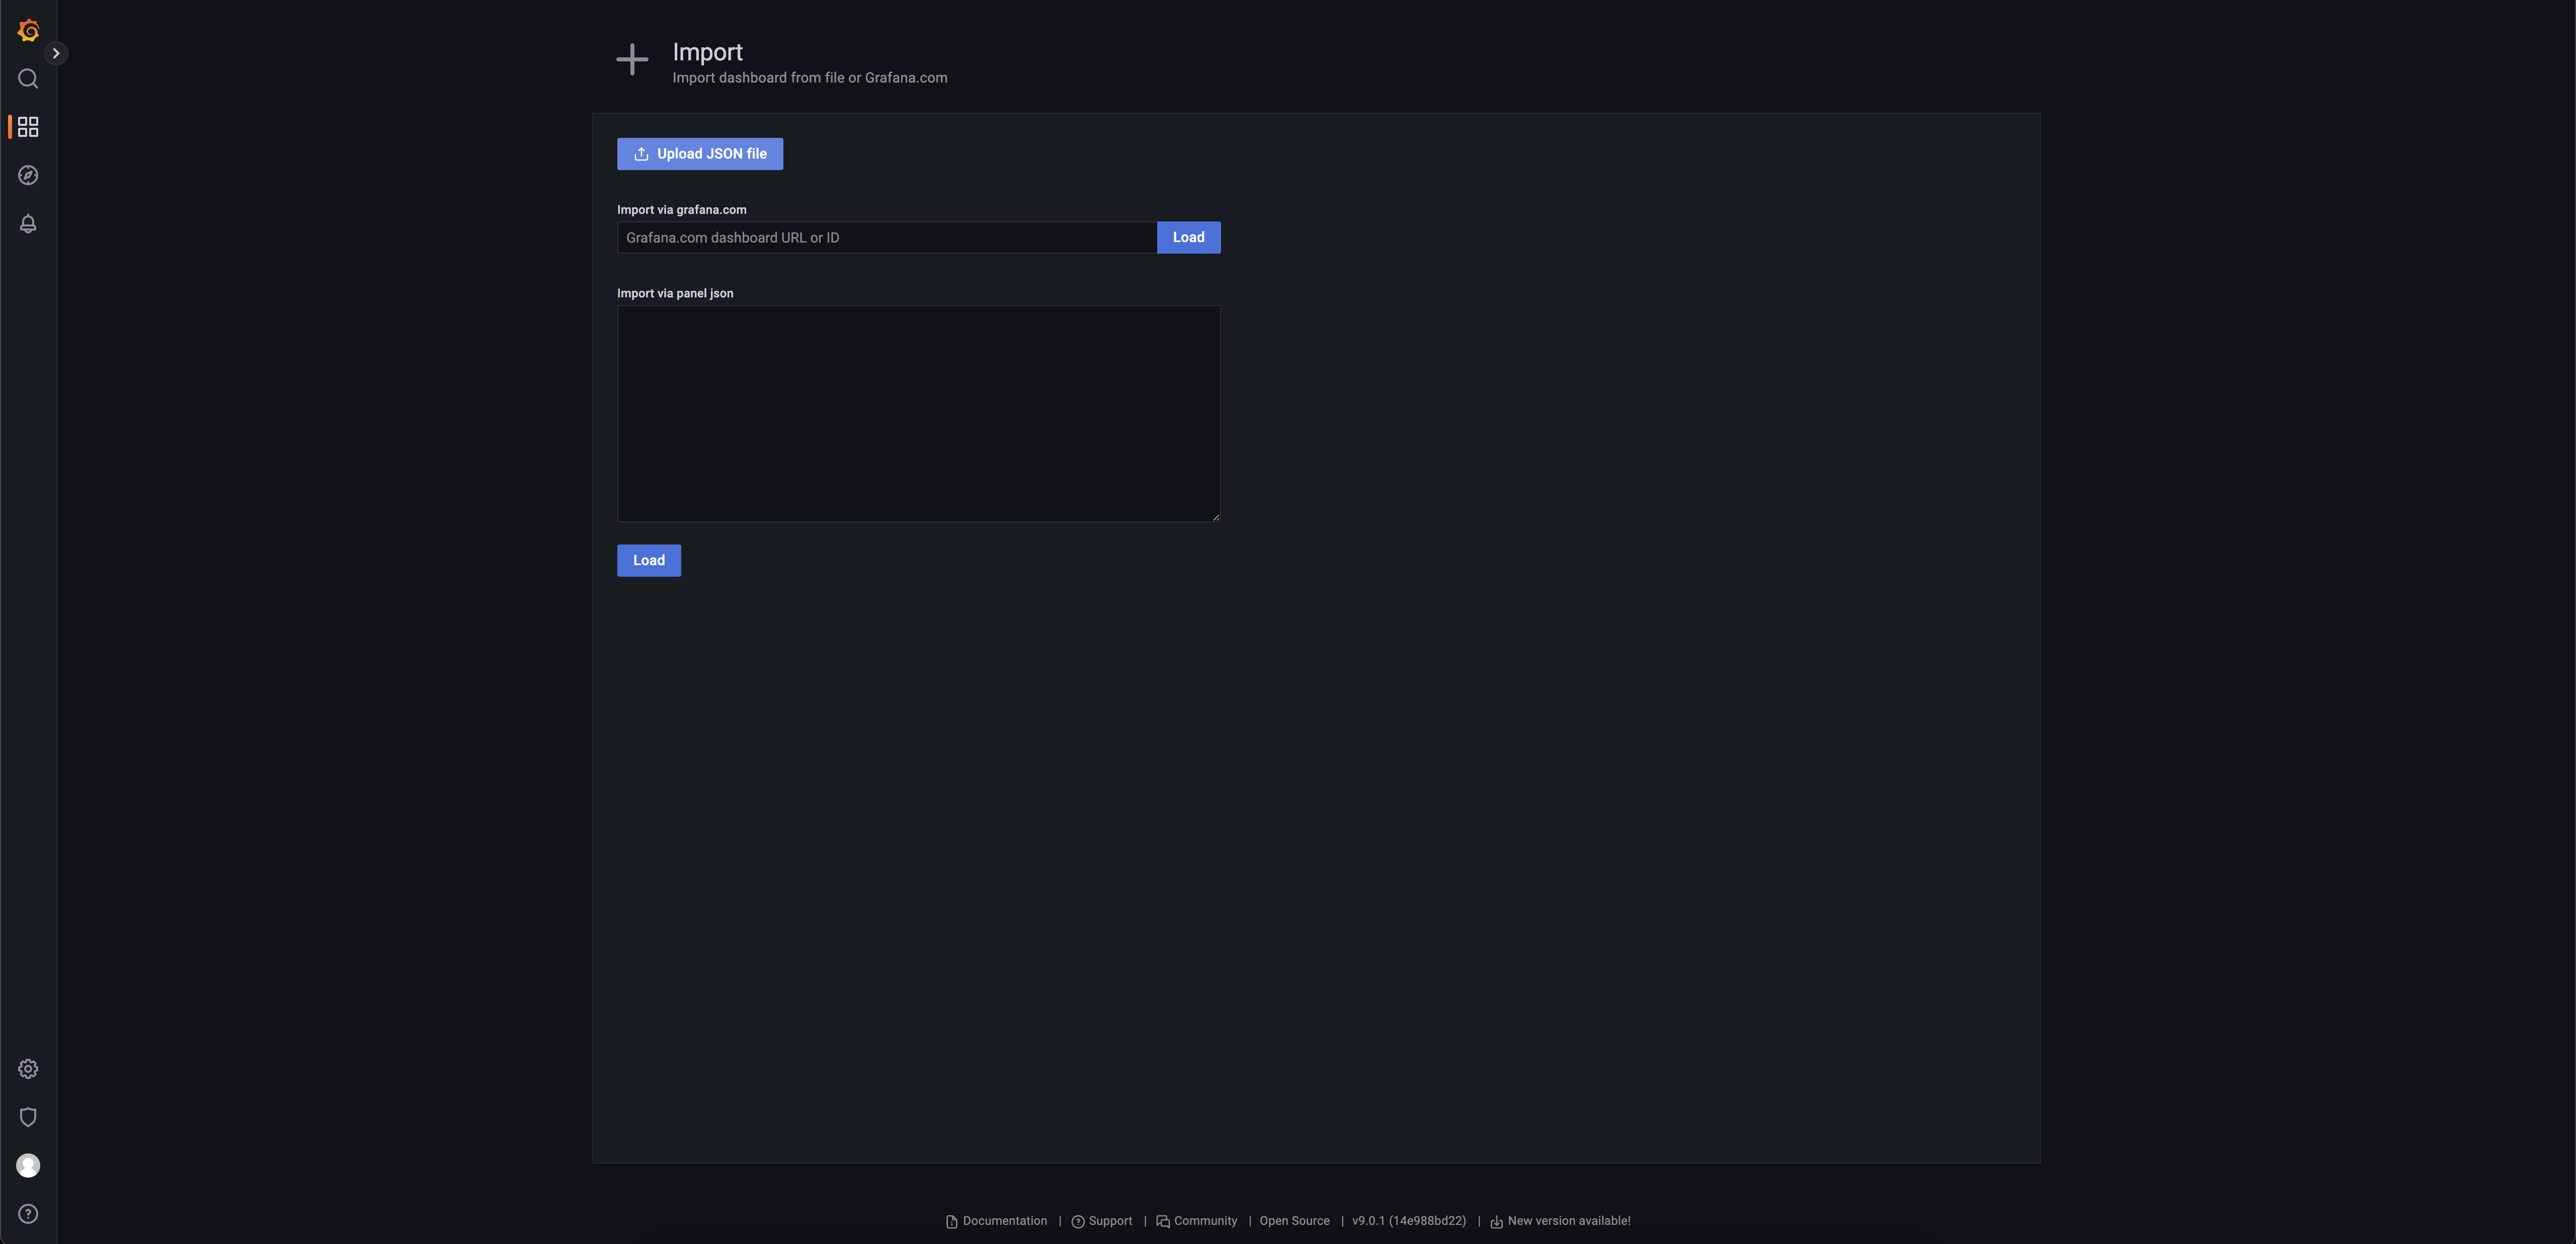 Import
Import dashboard from file or Grafana.com
Upload JSON file
Import via grafana.com
Grafana.com dashboard URL or ID
Load
Import via panel json
Load
Documentation | Support | Community | Open Source | v9.0.1 (14e988bd22) | New version available!